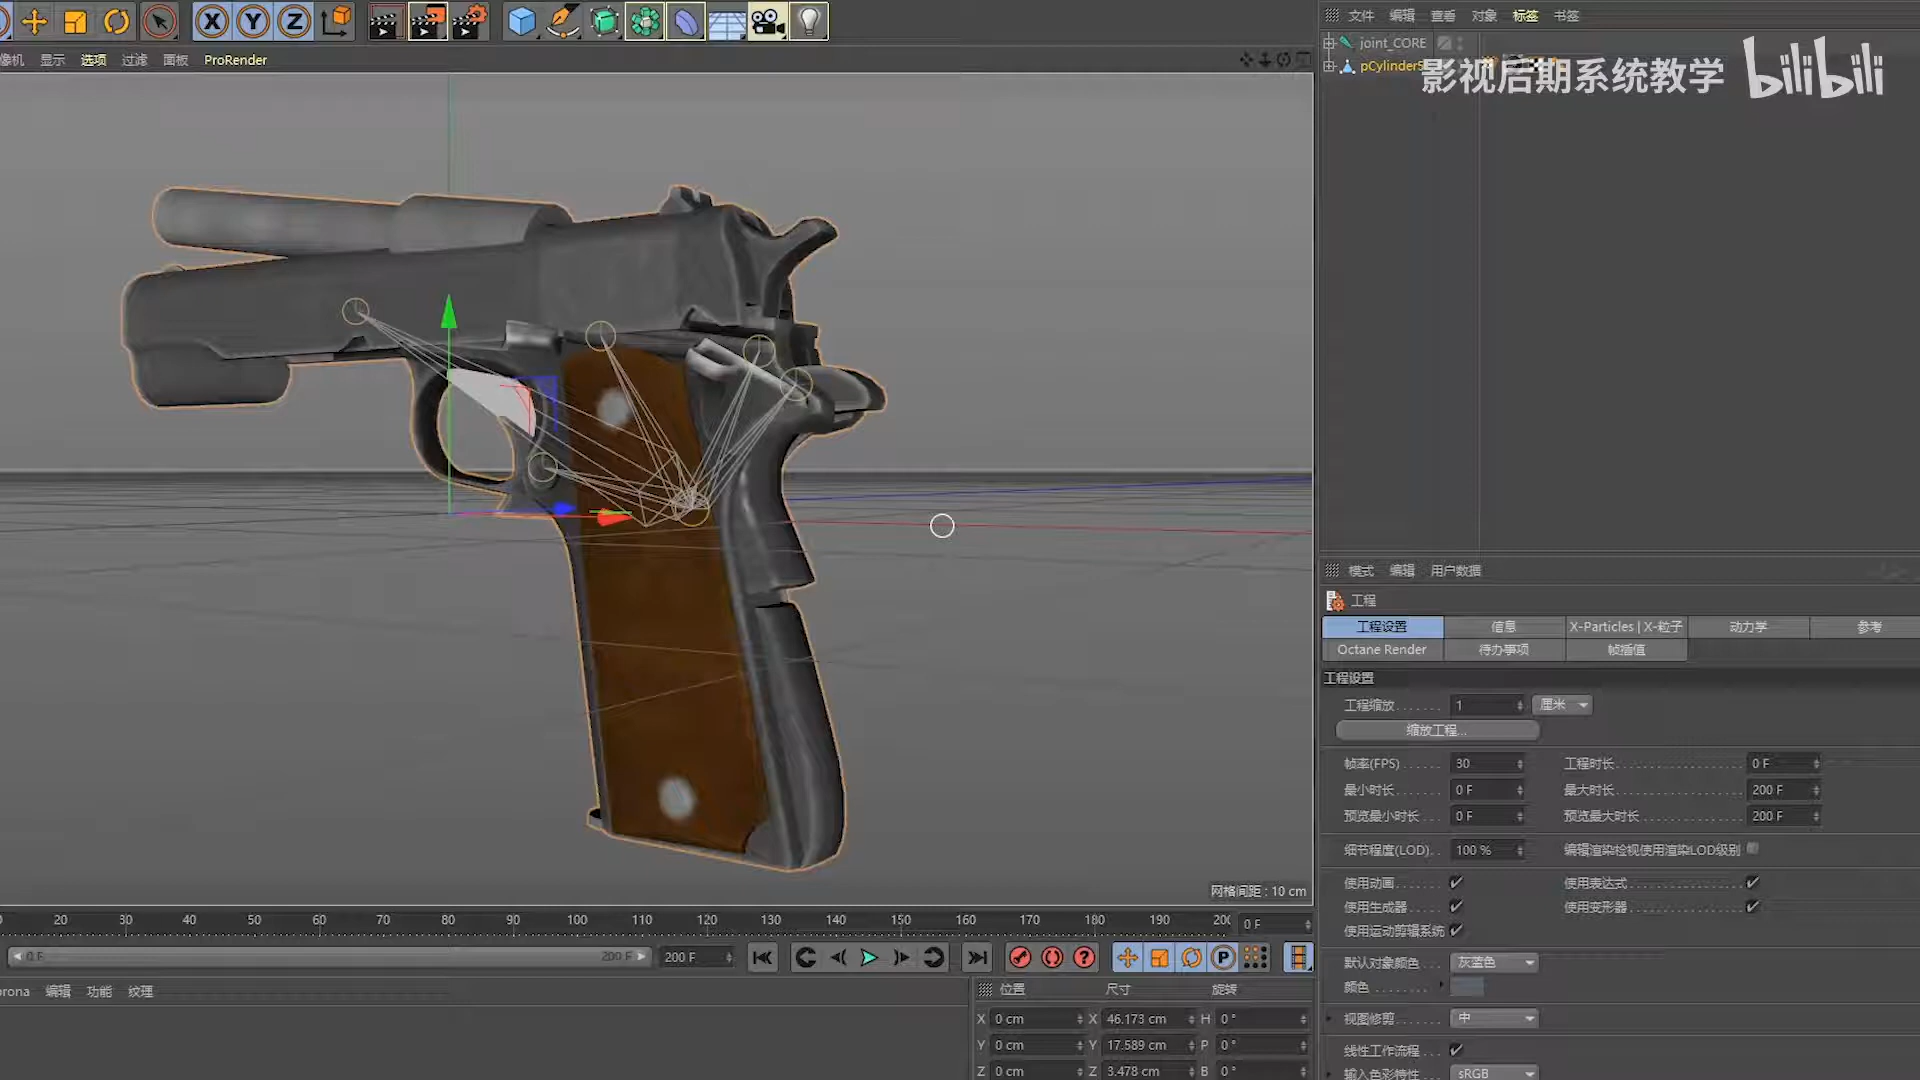 X Y Z
文件 编辑 查看 对象 标签 书签
像机 显示 选项 过滤 面板 ProRender
joint_CORE
pCylinder5
影视后期系统教学 bilibili
网格间距 : 10 cm
模式 编辑 用户数据
工程
工程设置 信息 X-Particles | X-粒子 动力学 参考
Octane Render 待办事项 帧插值
工程设置
工程缩放 1 厘米
缩放工程...
帧率(FPS) 30 工程时长 0 F
最小时长 0 F 最大时长 200 F
预览最小时长 0 F 预览最大时长 200 F
细节程度(LOD) 100 % 编辑渲染检视使用渲染LOD级别
使用动画 使用表达式
使用生成器 使用变形器
使用运动剪辑系统
默认对象颜色 灰蓝色
颜色
视图修剪 中
线性工作流程
输入色彩特性 sRGB
20 30 40 50 60 70 80 90 100 110 120 130 140 150 160 170 180 190 200 0 F
0 F 200 F 200 F P
rona 编辑 功能 纹理
位置 尺寸 旋转
X 0 cm X 46.173 cm H 0 °
Y 0 cm Y 17.589 cm P 0 °
Z 0 cm Z 3.478 cm B 0 °